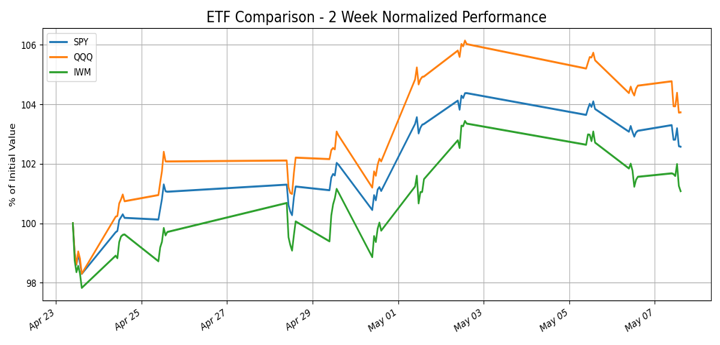 ETF Comparison - 2 Week Normalized Performance
SPY
QQQ
IWM
% of Initial Value
106
104
102
100
98
Apr 23
Apr 25
Apr 27
Apr 29
May 01
May 03
May 05
May 07